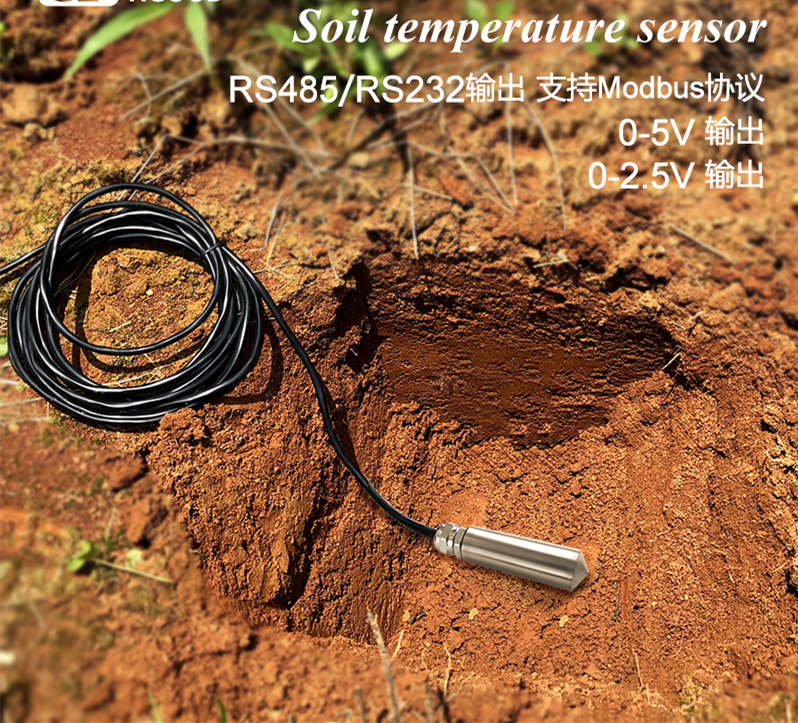 Soil temperature sensor
RS485/RS232输出 支持Modbus协议
0-5V 输出
0-2.5V 输出